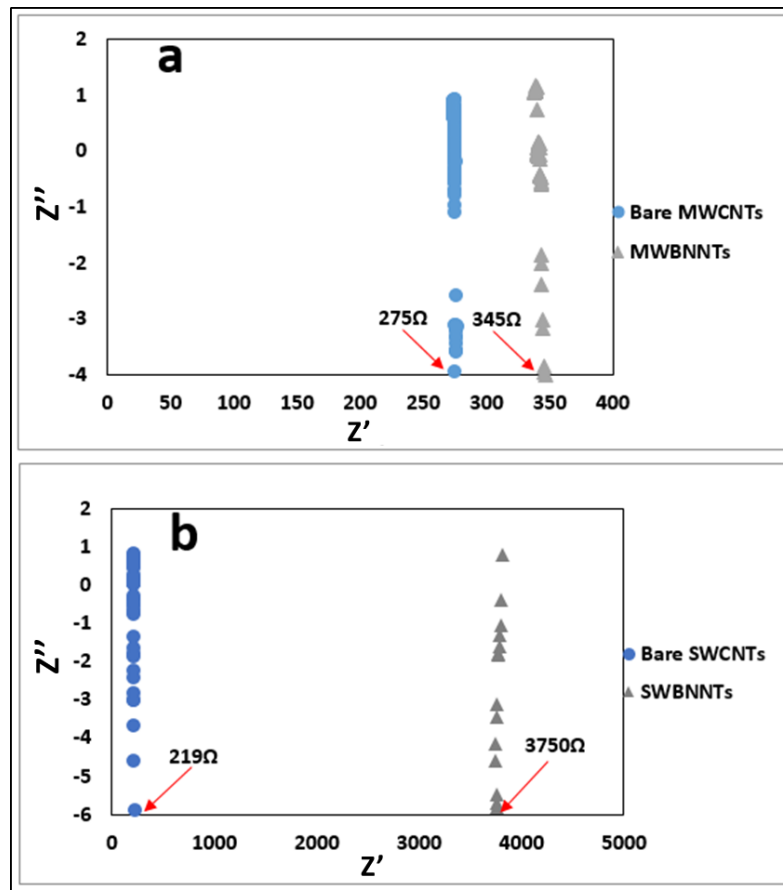 a
2
1
0
-1
-2
-3
-4
Z’’
275Ω
345Ω
Bare MWCNTs
MWBNNTs
0 50 100 150 200 250 300 350 400
Z’
b
2
1
0
-1
-2
-3
-4
-5
-6
Z’’
219Ω
3750Ω
Bare SWCNTs
SWBNNTs
0 1000 2000 3000 4000 5000
Z’